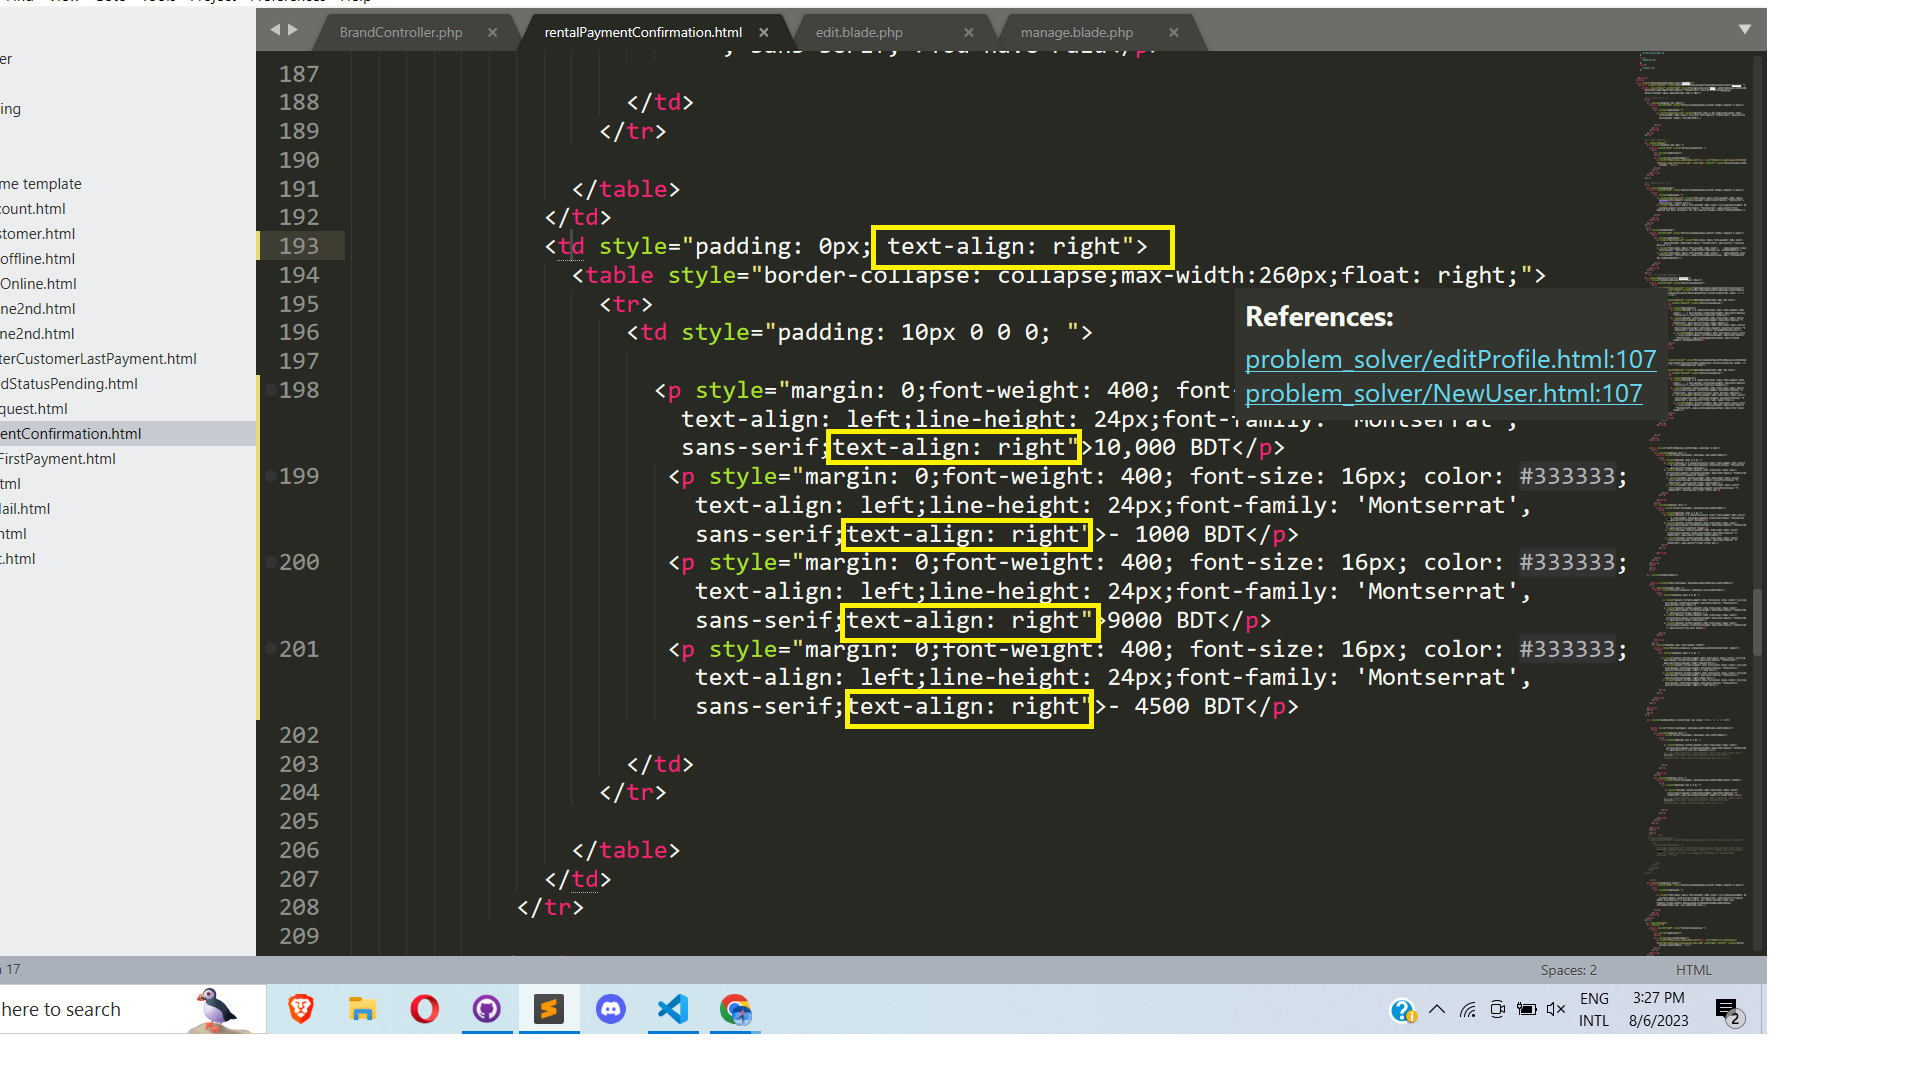 Find View Goto Tools Project Preferences Help
BrandController.php × rentalPaymentConfirmation.html × edit.blade.php × manage.blade.php ×
er
ing
me template
count.html
stomer.html
offline.html
Online.html
ne2nd.html
ne2nd.html
terCustomerLastPayment.html
dStatusPending.html
quest.html
entConfirmation.html
FirstPayment.html
tml
ail.html
html
t.html
187
188 </td>
189 </tr>
190
191 </table>
192 </td>
193 <td style="padding: 0px; text-align: right">
194 <table style="border-collapse: collapse;max-width:260px;float: right;">
195 <tr>
196 <td style="padding: 10px 0 0 0; ">
197
198 <p style="margin: 0;font-weight: 400; font-
text-align: left;line-height: 24px;font-family: 'Montserrat',
sans-serif;text-align: right">10,000 BDT</p>
199 <p style="margin: 0;font-weight: 400; font-size: 16px; color: #333333;
text-align: left;line-height: 24px;font-family: 'Montserrat',
sans-serif;text-align: right">- 1000 BDT</p>
200 <p style="margin: 0;font-weight: 400; font-size: 16px; color: #333333;
text-align: left;line-height: 24px;font-family: 'Montserrat',
sans-serif;text-align: right">9000 BDT</p>
201 <p style="margin: 0;font-weight: 400; font-size: 16px; color: #333333;
text-align: left;line-height: 24px;font-family: 'Montserrat',
sans-serif;text-align: right">- 4500 BDT</p>
202
203 </td>
204 </tr>
205
206 </table>
207 </td>
208 </tr>
209
References:
problem_solver/editProfile.html:107
problem_solver/NewUser.html:107
17
Spaces: 2 HTML
here to search
ENG
INTL
3:27 PM
8/6/2023
2